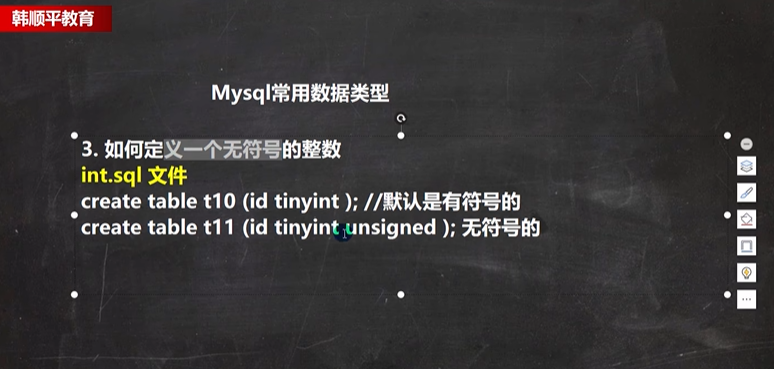 韩顺平教育
Mysql常用数据类型
3. 如何定义一个无符号的整数
int.sql 文件
create table t10 (id tinyint ); //默认是有符号的
create table t11 (id tinyint unsigned ); 无符号的